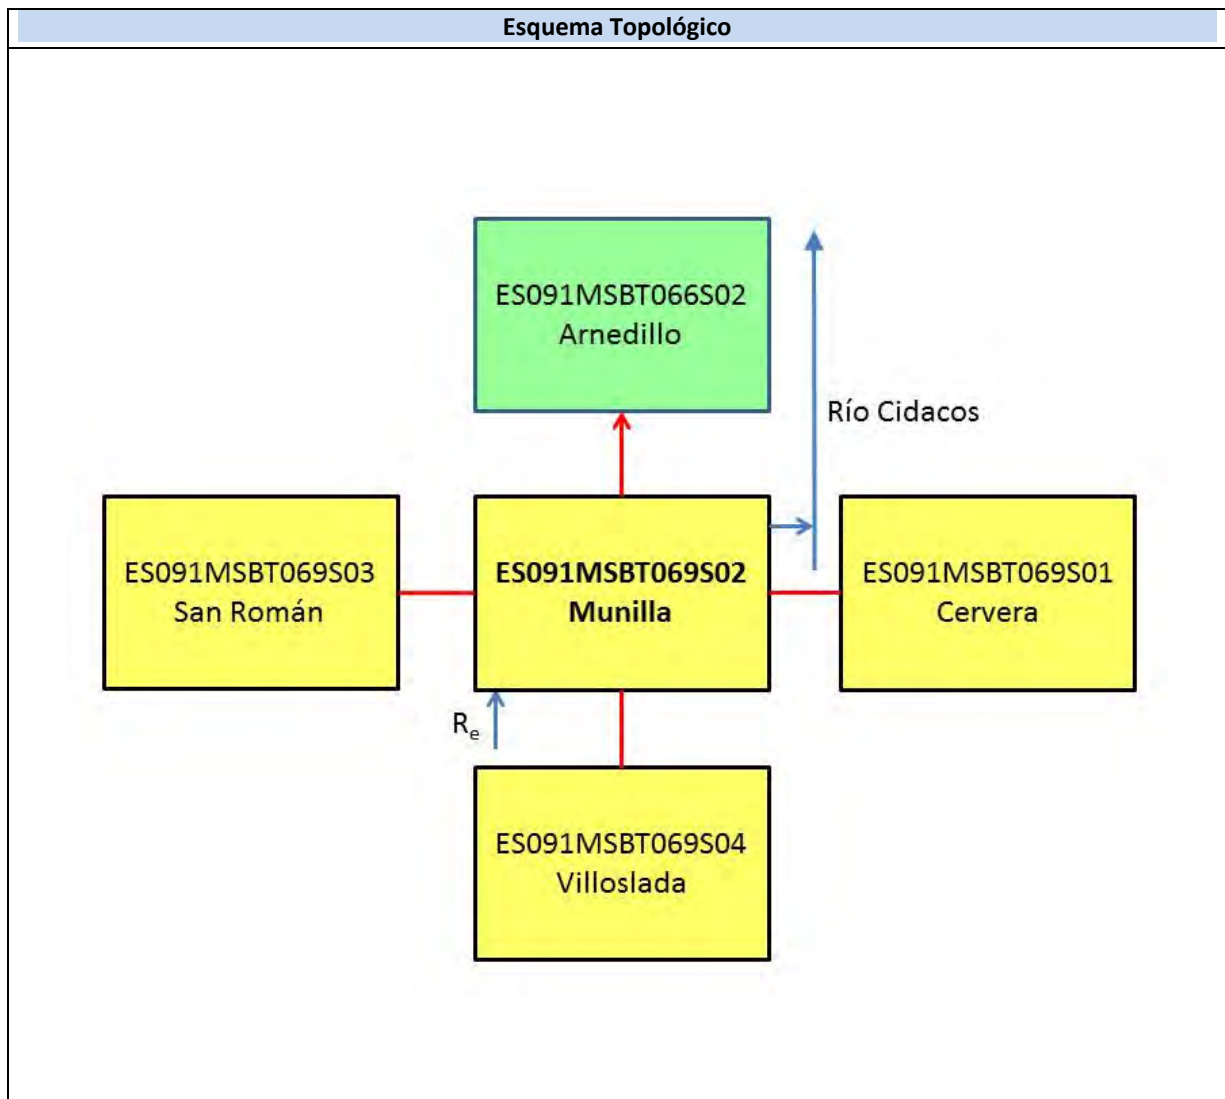 Esquema Topológico
ES091MSBT066S02
Arnedillo
Río Cidacos
ES091MSBT069S03
San Román
ES091MSBT069S02
Munilla
ES091MSBT069S01
Cervera
Re
ES091MSBT069S04
Villoslada